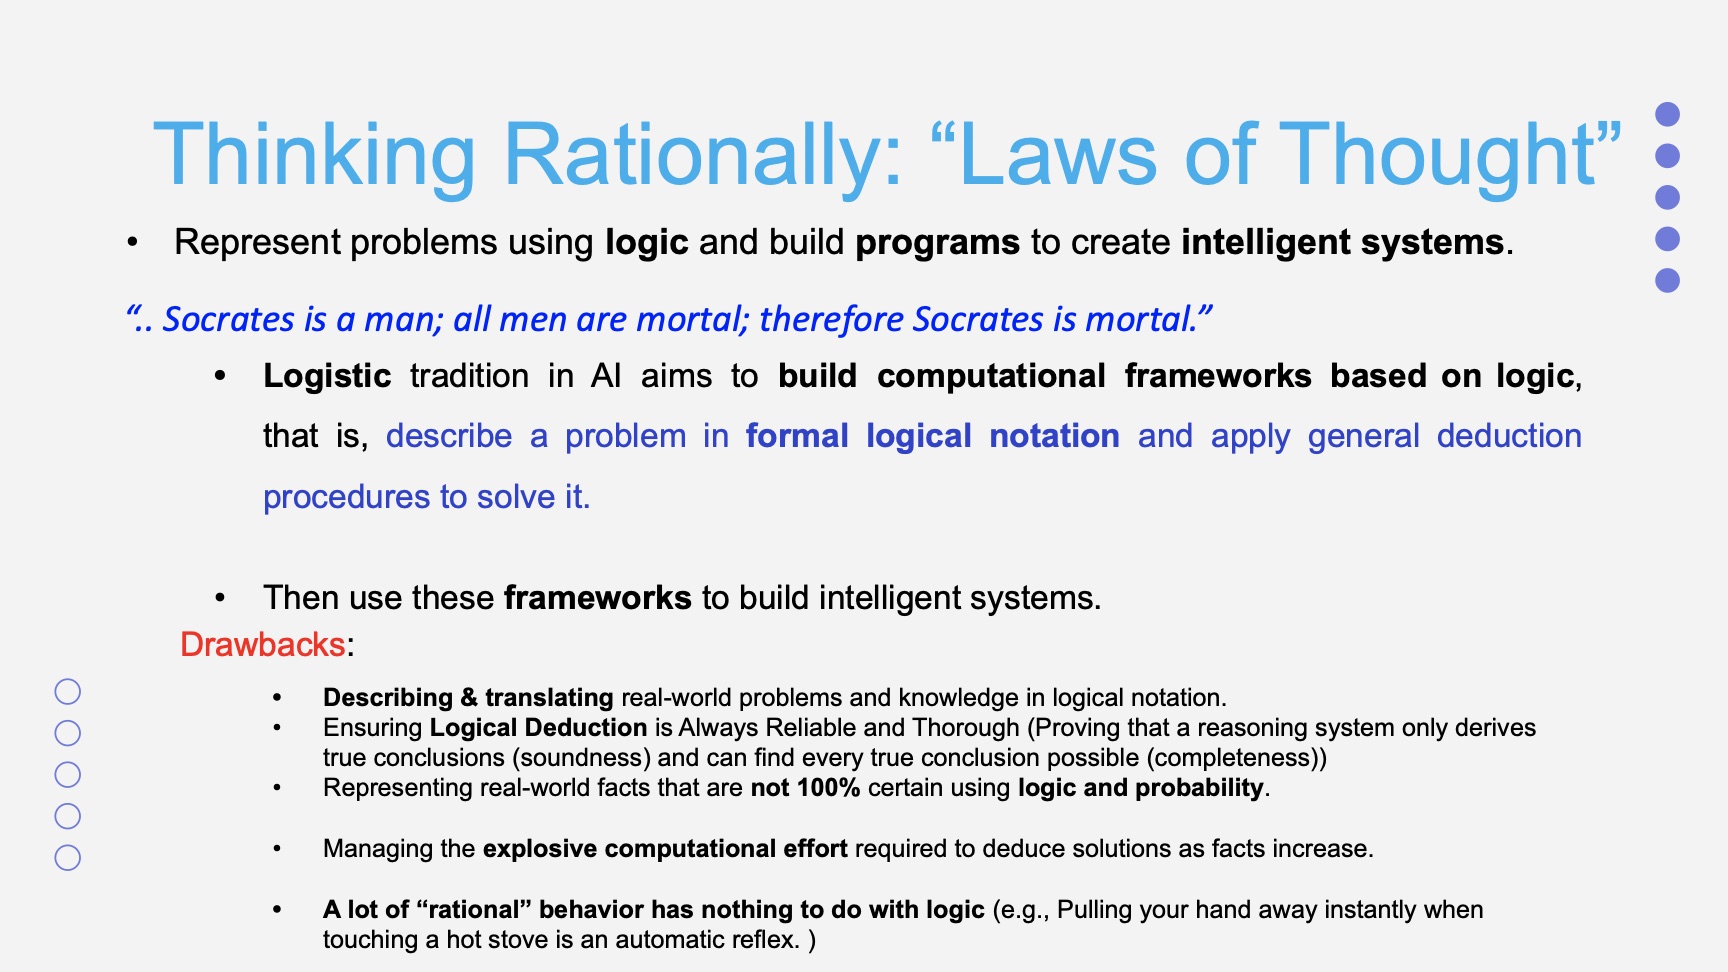 Thinking Rationally: “Laws of Thought”
• Represent problems using logic and build programs to create intelligent systems.
“.. Socrates is a man; all men are mortal; therefore Socrates is mortal.”
• Logistic tradition in AI aims to build computational frameworks based on logic,
that is, describe a problem in formal logical notation and apply general deduction
procedures to solve it.
• Then use these frameworks to build intelligent systems.
Drawbacks:
• Describing & translating real-world problems and knowledge in logical notation.
• Ensuring Logical Deduction is Always Reliable and Thorough (Proving that a reasoning system only derives
true conclusions (soundness) and can find every true conclusion possible (completeness))
• Representing real-world facts that are not 100% certain using logic and probability.
• Managing the explosive computational effort required to deduce solutions as facts increase.
• A lot of “rational” behavior has nothing to do with logic (e.g., Pulling your hand away instantly when
touching a hot stove is an automatic reflex. )